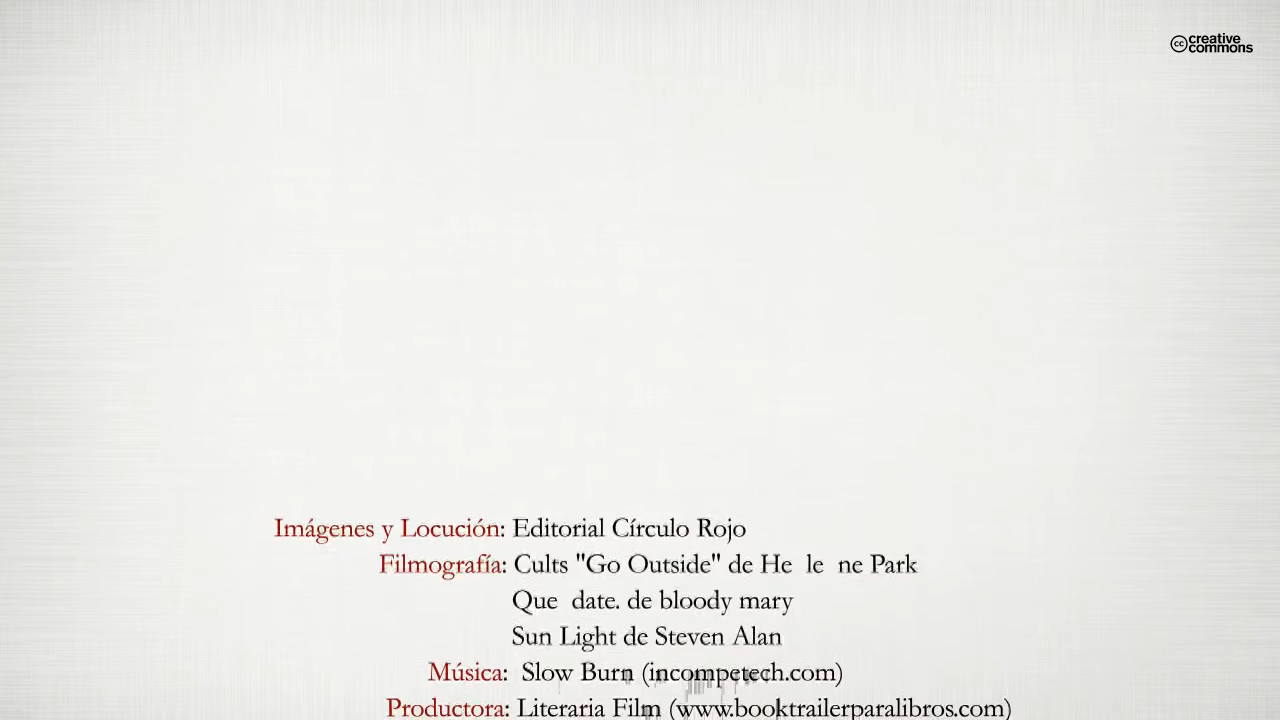 creative
commons
Imágenes y Locución: Editorial Círculo Rojo
Filmografía: Cults "Go Outside" de He le ne Park
Que date. de bloody mary
Sun Light de Steven Alan
Música: Slow Burn (incompetech.com)
Productora: Literaria Film (www.booktrailerparalibros.com)